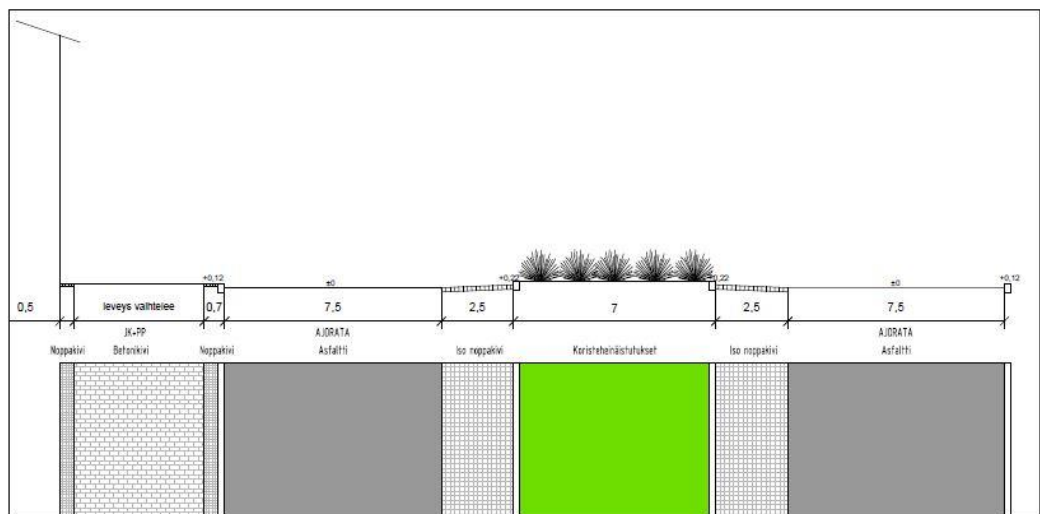 +0,12 ±0 +0,22 +0,22 ±0 +0,12
0,5 leveys vaihtelee 0,7 7,5 2,5 7 2,5 7,5
JK+PP AJORATA AJORATA
Noppakivi Betonikivi Noppakivi Asfaltti Iso noppakivi Koristeheinäistutukset Iso noppakivi Asfaltti